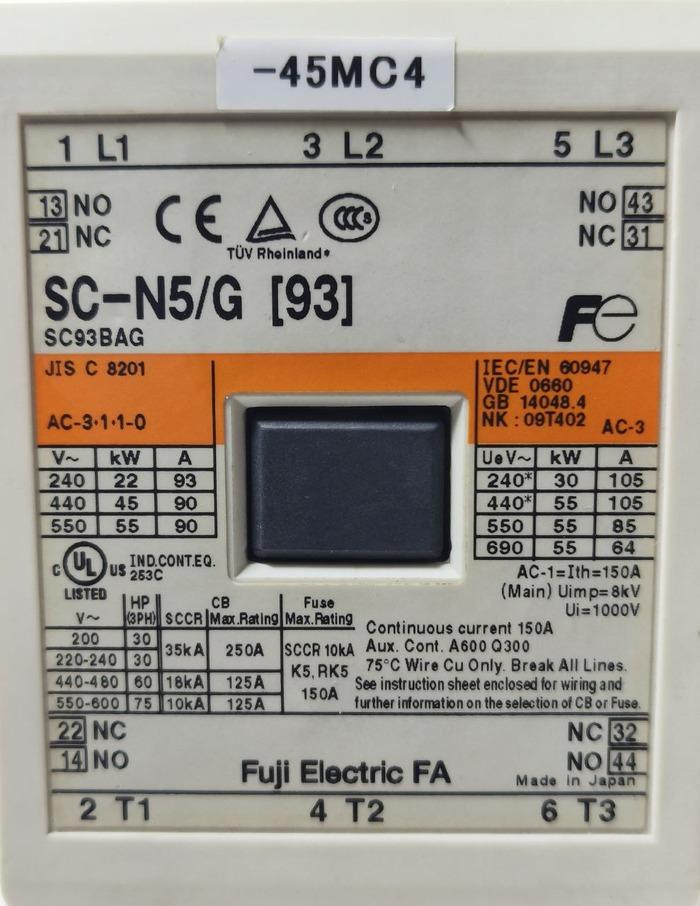 -45MC4
1 L1 3 L2 5 L3
13 NO NO 43
21 NC NC 31
CE CCC S
TÜV Rheinland
SC-N5/G [93]
SC93BAG
Fe
JIS C 8201
AC-3·1·1-0
IEC/EN 60947
VDE 0660
GB 14048.4
NK : 09T402 AC-3
V~ kW A
240 22 93
440 45 90
550 55 90
UeV~ kW A
240* 30 105
440* 55 105
550 55 85
690 55 64
c UL US IND.CONT.EQ.
253C
LISTED
AC-1=Ith=150A
(Main) Uimp=8kV
Ui=1000V
V~ HP (3PH) SCCR CB Max.Rating Fuse Max.Rating
200 30 35kA 250A SCCR 10kA
220-240 30 K5, RK5
440-480 60 18kA 125A 150A
550-600 75 10kA 125A
Continuous current 150A
Aux. Cont. A600 Q300
75°C Wire Cu Only. Break All Lines.
See instruction sheet enclosed for wiring and
further information on the selection of CB or Fuse.
22 NC NC 32
14 NO NO 44
Fuji Electric FA
Made in Japan
2 T1 4 T2 6 T3